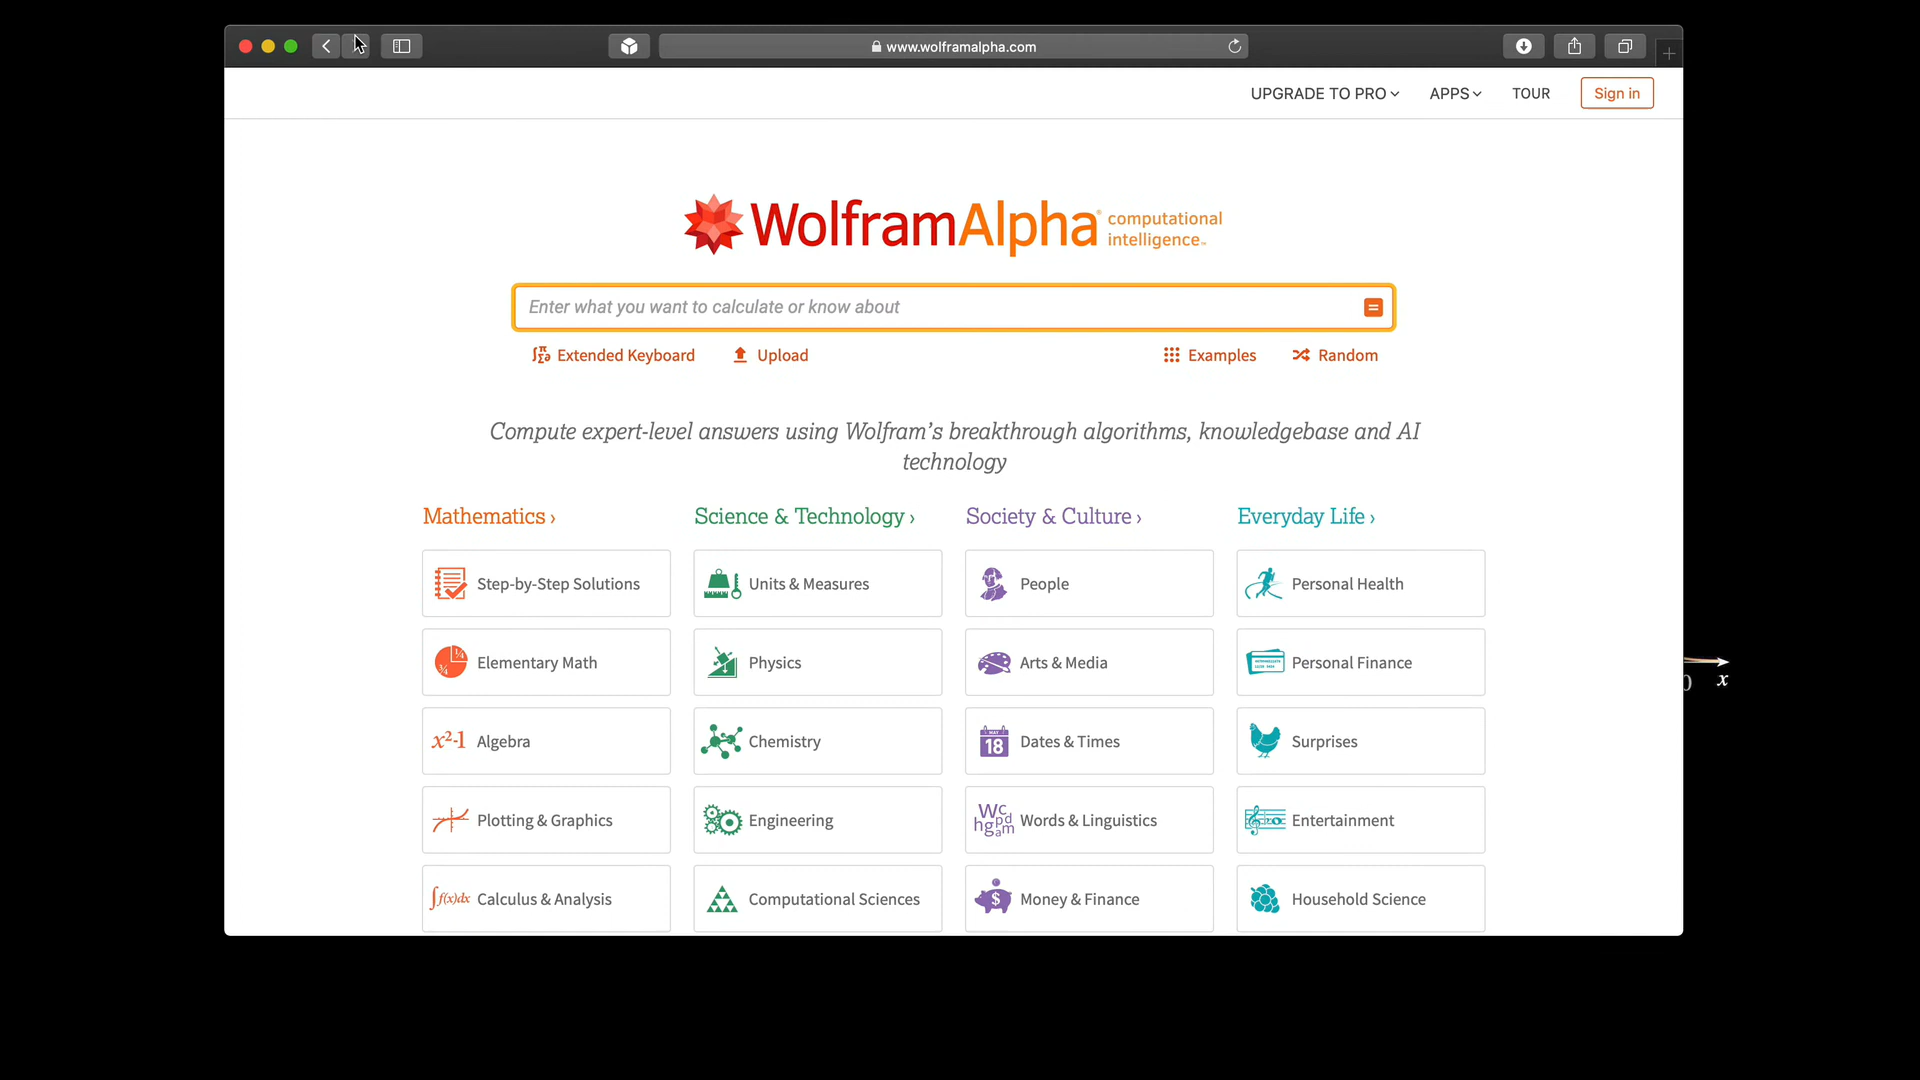 www.wolframalpha.com
UPGRADE TO PRO
APPS
TOUR
Sign in
WolframAlpha computational intelligence™
Enter what you want to calculate or know about
Extended Keyboard
Upload
Examples
Random
Compute expert-level answers using Wolfram's breakthrough algorithms, knowledgebase and AI
technology
Mathematics ›
Science & Technology ›
Society & Culture ›
Everyday Life ›
Step-by-Step Solutions
Units & Measures
People
Personal Health
Elementary Math
Physics
Arts & Media
Personal Finance
x²-1 Algebra
Chemistry
18 Dates & Times
Surprises
Plotting & Graphics
Engineering
Words & Linguistics
Entertainment
∫f(x)dx Calculus & Analysis
Computational Sciences
$ Money & Finance
Household Science
x